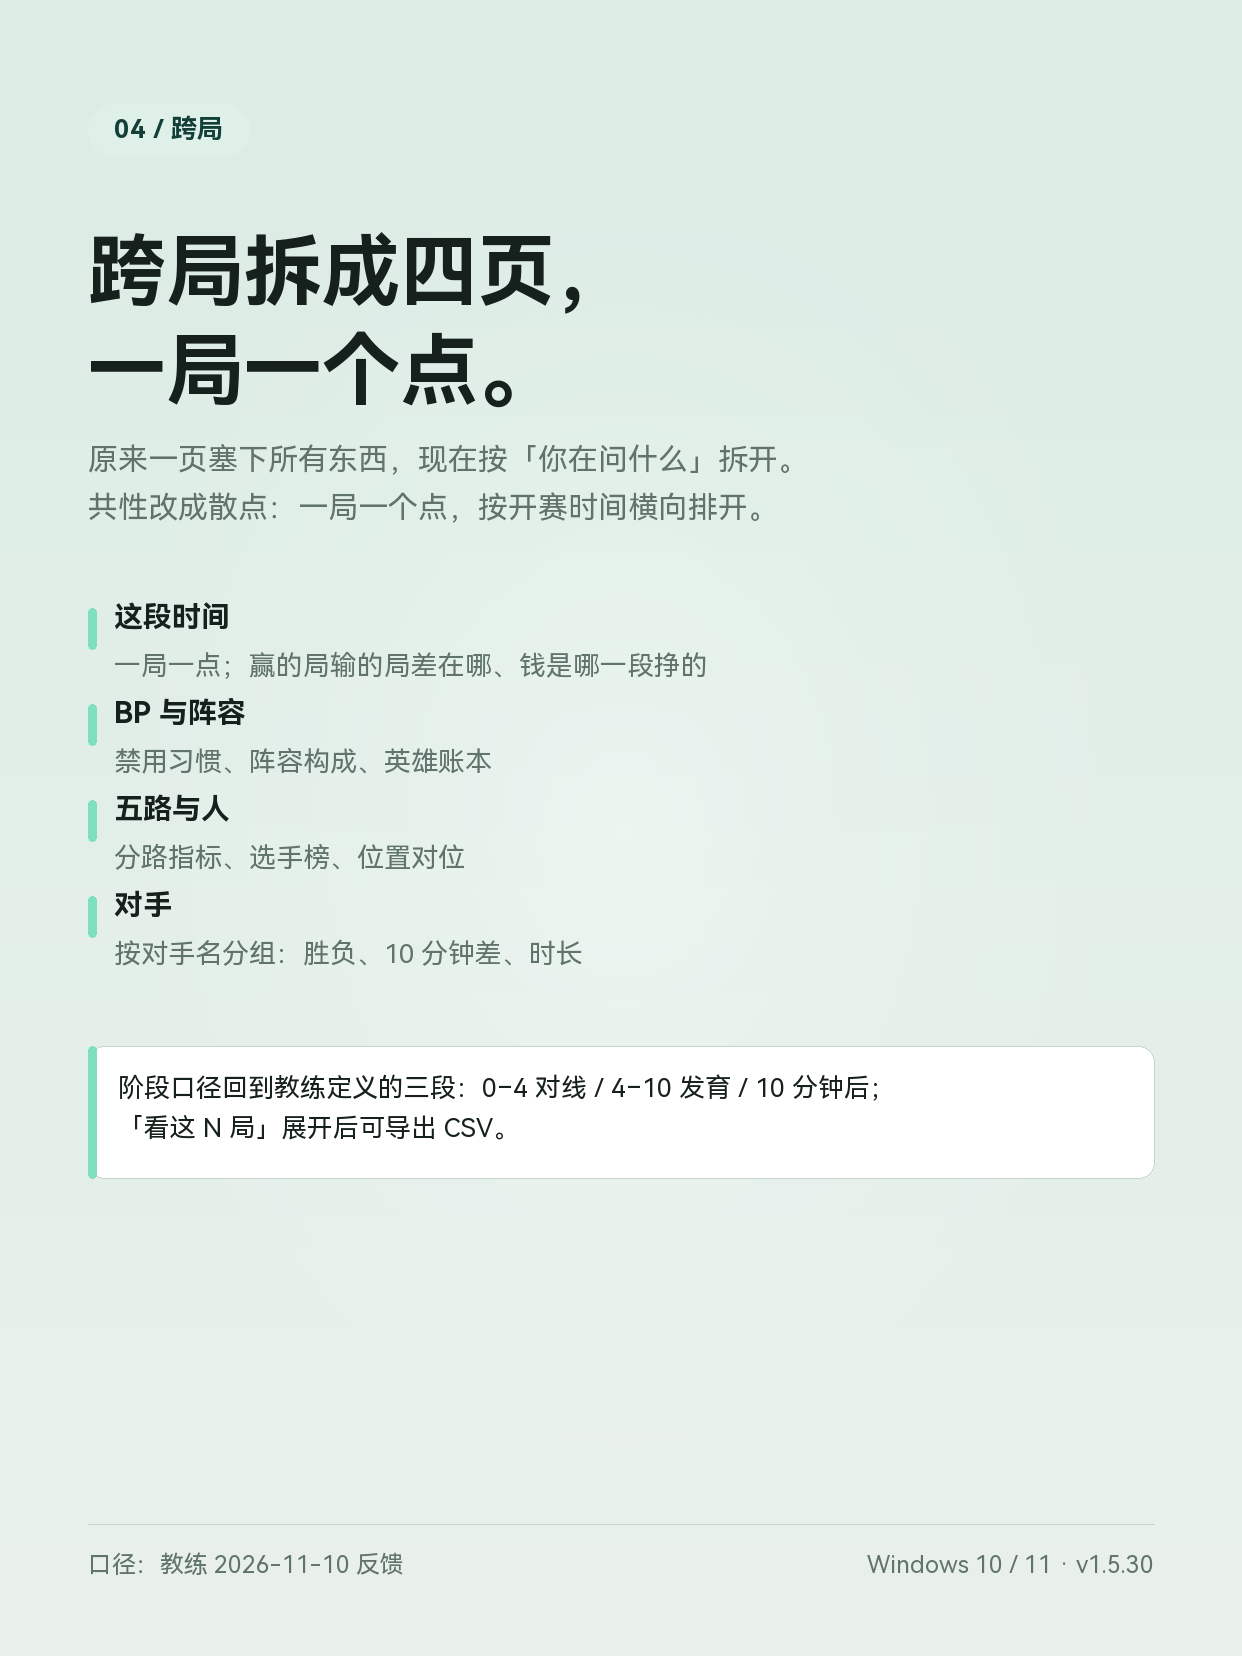 04 / 跨局
跨局拆成四页，
一局一个点。
原来一页塞下所有东西，现在按「你在问什么」拆开。
共性改成散点：一局一个点，按开赛时间横向排开。
这段时间
一局一点；赢的局输的局差在哪、钱是哪一段挣的
BP 与阵容
禁用习惯、阵容构成、英雄账本
五路与人
分路指标、选手榜、位置对位
对手
按对手名分组：胜负、10 分钟差、时长
阶段口径回到教练定义的三段：0–4 对线 / 4–10 发育 / 10 分钟后；
「看这 N 局」展开后可导出 CSV。
口径：教练 2026-11-10 反馈
Windows 10 / 11 · v1.5.30